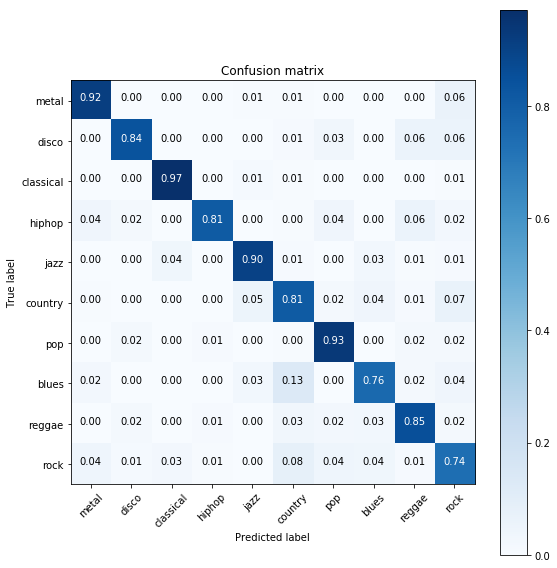 Confusion matrix
metal 0.92 0.00 0.00 0.00 0.01 0.01 0.00 0.00 0.00 0.06
disco 0.00 0.84 0.00 0.00 0.00 0.01 0.03 0.00 0.06 0.06
classical 0.00 0.00 0.97 0.00 0.01 0.01 0.00 0.00 0.00 0.01
hiphop 0.04 0.02 0.00 0.81 0.00 0.00 0.04 0.00 0.06 0.02
jazz 0.00 0.00 0.04 0.00 0.90 0.01 0.00 0.03 0.01 0.01
country 0.00 0.00 0.00 0.00 0.05 0.81 0.02 0.04 0.01 0.07
pop 0.00 0.02 0.00 0.01 0.00 0.00 0.93 0.00 0.02 0.02
blues 0.02 0.00 0.00 0.00 0.03 0.13 0.00 0.76 0.02 0.04
reggae 0.00 0.02 0.00 0.01 0.00 0.03 0.02 0.03 0.85 0.02
rock 0.04 0.01 0.03 0.01 0.00 0.08 0.04 0.04 0.01 0.74
metal disco classical hiphop jazz country pop blues reggae rock
Predicted label
True label
0.8
0.6
0.4
0.2
0.0